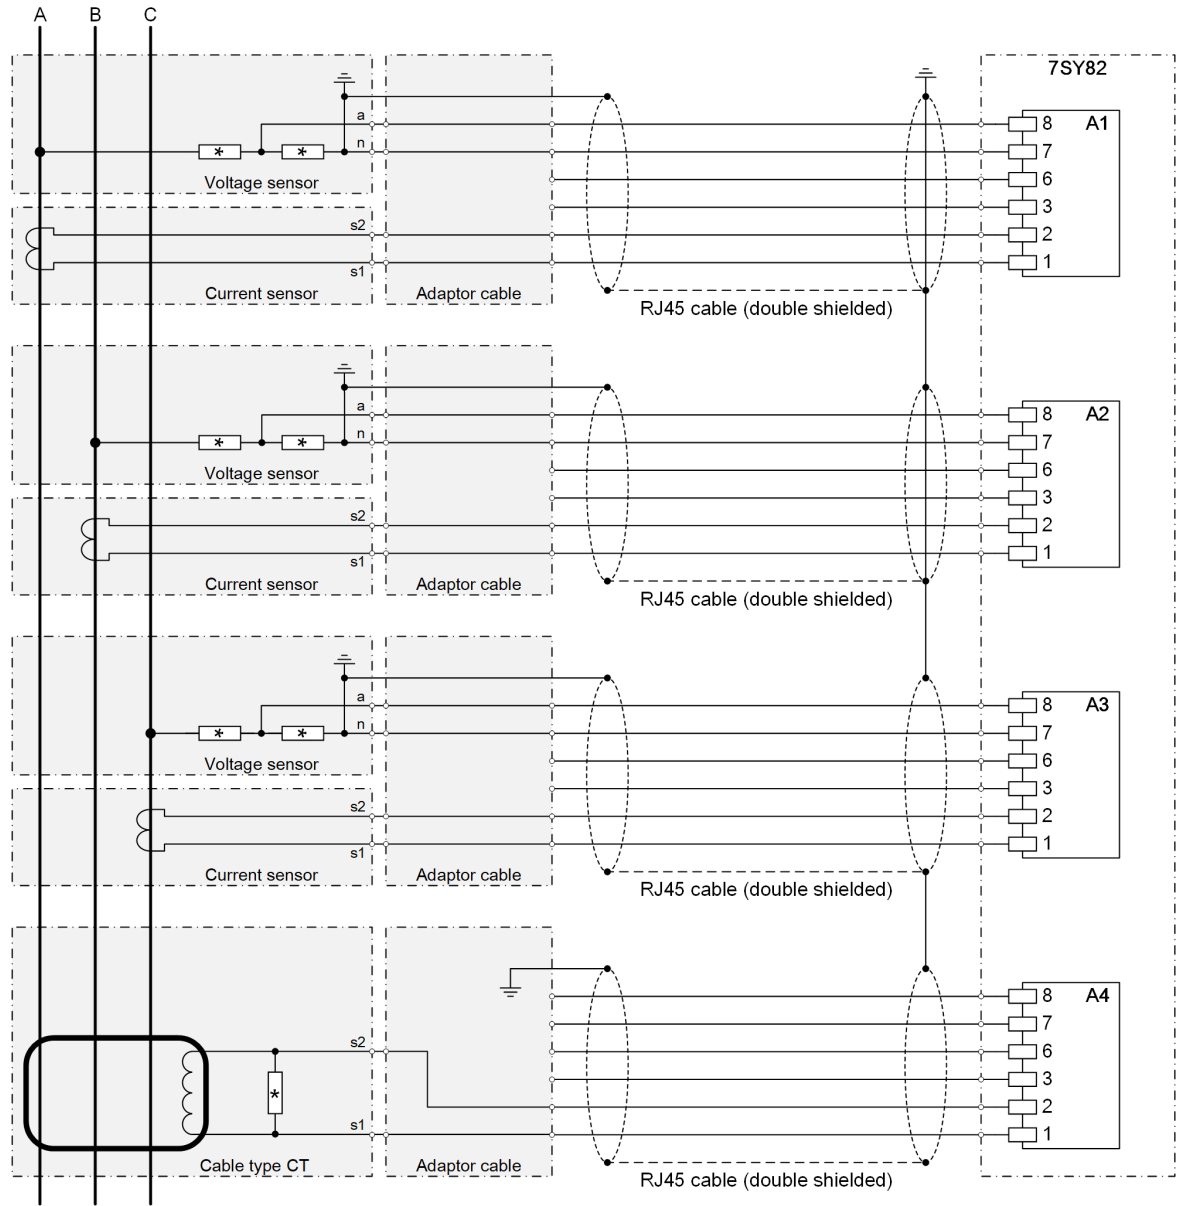 A B C
7SY82
a
8 A1
n
7
Voltage sensor
6
3
s2
2
s1
1
Current sensor
Adaptor cable
RJ45 cable (double shielded)
a
8 A2
n
7
Voltage sensor
6
3
s2
2
s1
1
Current sensor
Adaptor cable
RJ45 cable (double shielded)
a
8 A3
n
7
Voltage sensor
6
3
s2
2
s1
1
Current sensor
Adaptor cable
RJ45 cable (double shielded)
8 A4
7
s2
6
3
*
2
s1
1
Cable type CT
Adaptor cable
RJ45 cable (double shielded)